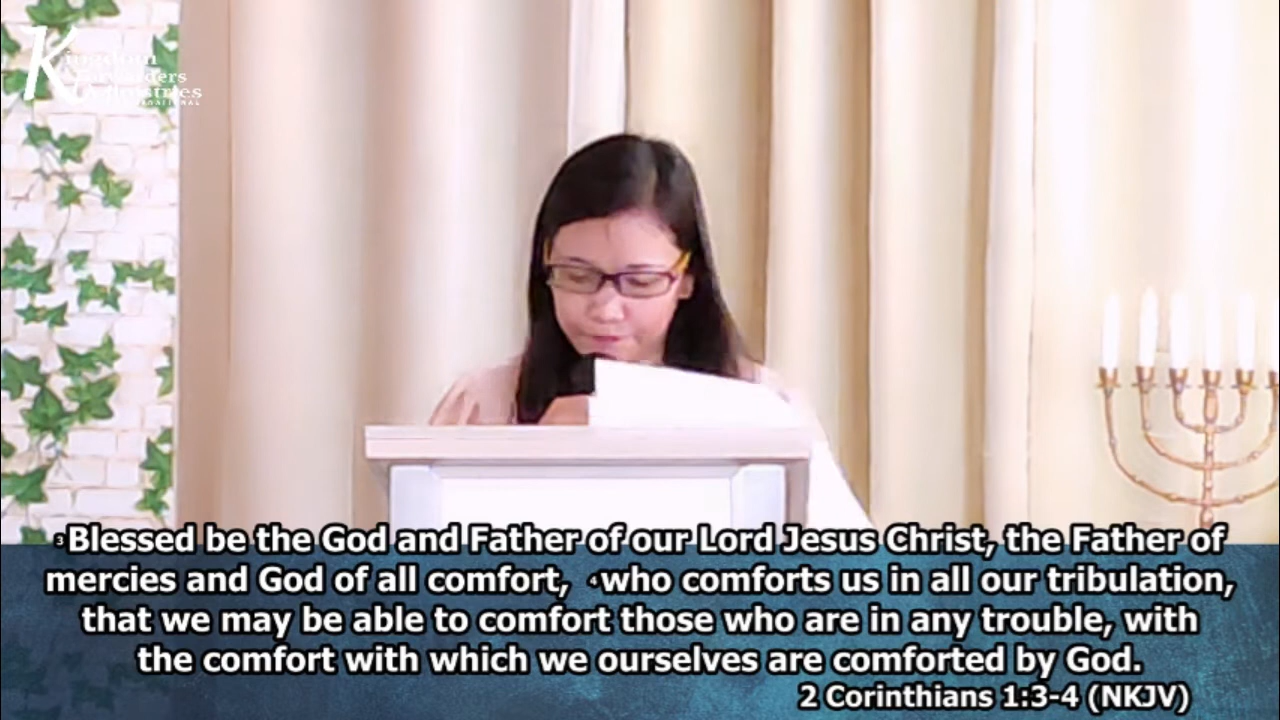 Kingdom
Forwarders
Ministries
³Blessed be the God and Father of our Lord Jesus Christ, the Father of
mercies and God of all comfort, ⁴who comforts us in all our tribulation,
that we may be able to comfort those who are in any trouble, with
the comfort with which we ourselves are comforted by God.
2 Corinthians 1:3-4 (NKJV)